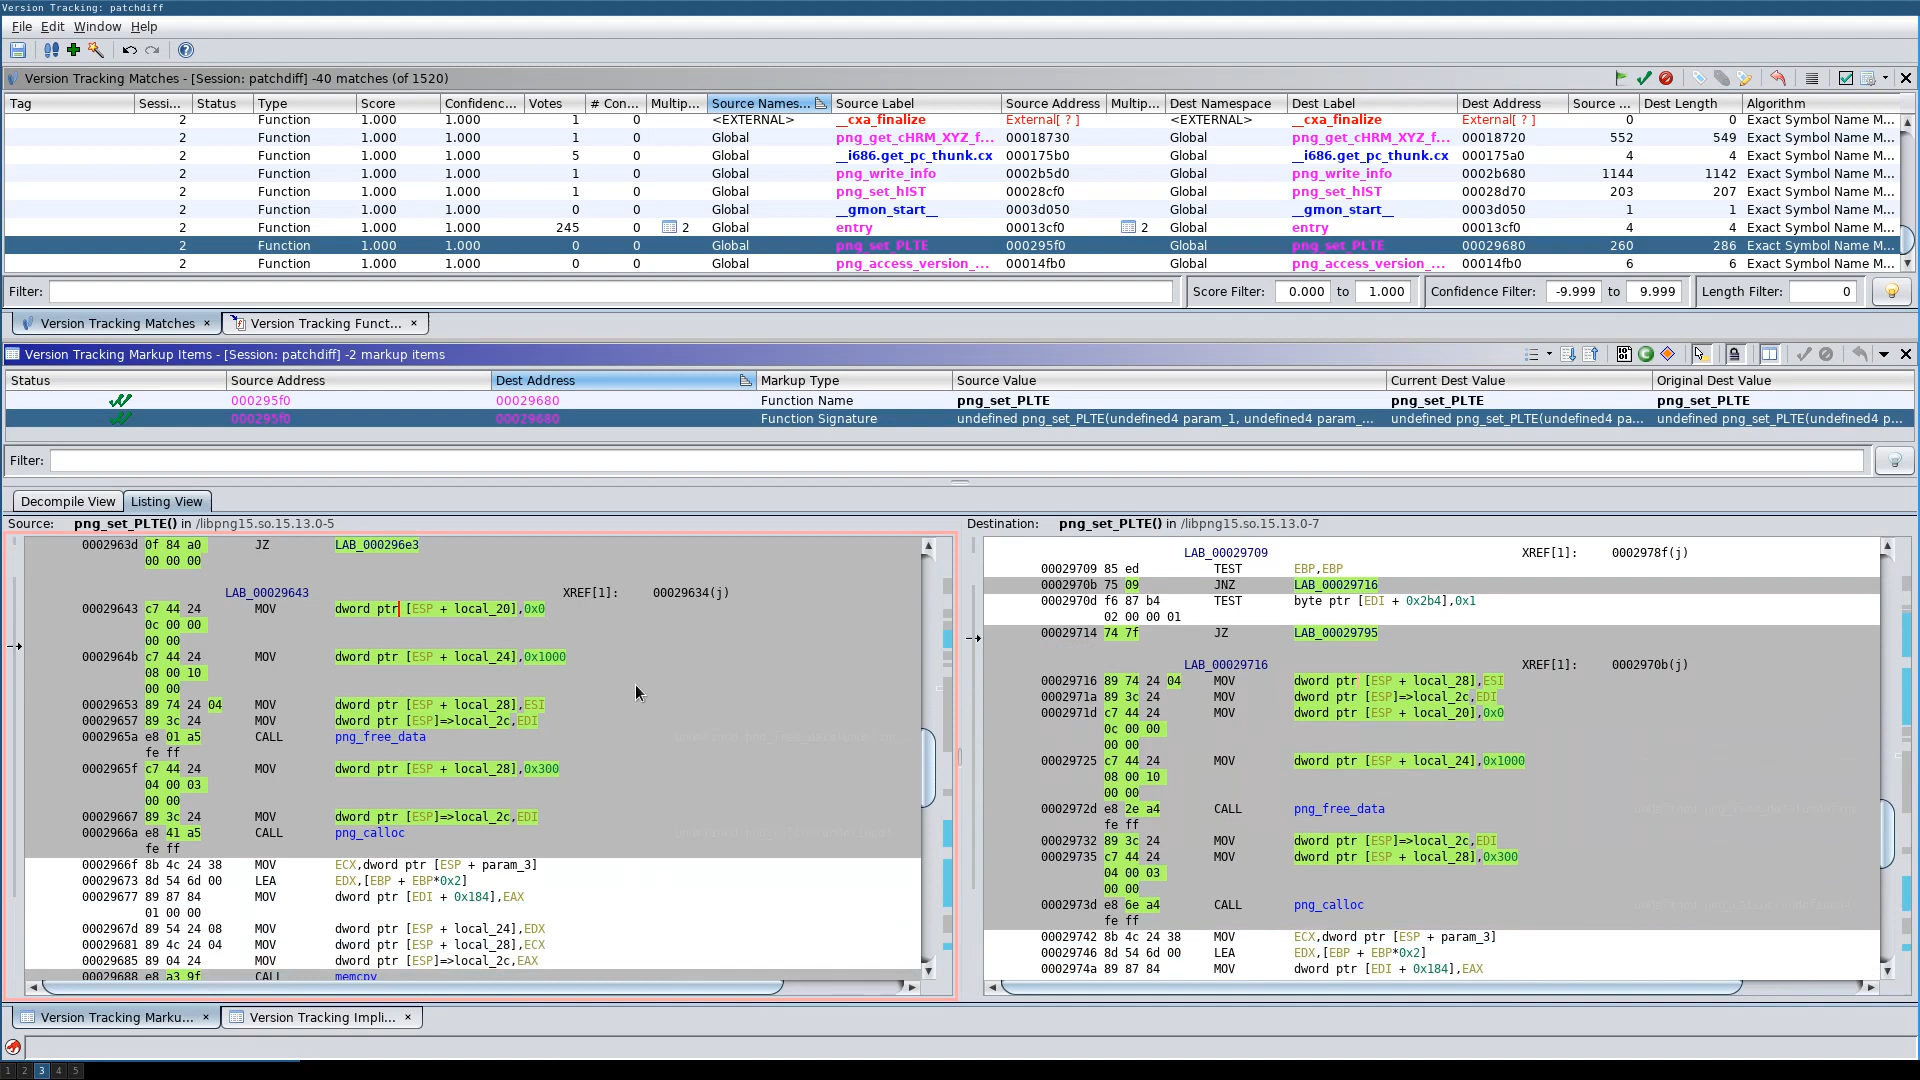 Version Tracking: patchdiff
File Edit Window Help
Version Tracking Matches - [Session: patchdiff] -40 matches (of 1520)
Tag Sessi... Status Type Score Confidenc... Votes # Con... Multip... Source Names... Source Label Source Address Multip... Dest Namespace Dest Label Dest Address Source ... Dest Length Algorithm
2 Function 1.000 1.000 1 0 <EXTERNAL> __cxa_finalize External[ ? ] <EXTERNAL> __cxa_finalize External[ ? ] 0 0 Exact Symbol Name M...
2 Function 1.000 1.000 1 0 Global png_get_cHRM_XYZ_f... 00018730 Global png_get_cHRM_XYZ_f... 00018720 552 549 Exact Symbol Name M...
2 Function 1.000 1.000 5 0 Global __i686.get_pc_thunk.cx 000175b0 Global __i686.get_pc_thunk.cx 000175a0 4 4 Exact Symbol Name M...
2 Function 1.000 1.000 1 0 Global png_write_info 0002b5d0 Global png_write_info 0002b680 1144 1142 Exact Symbol Name M...
2 Function 1.000 1.000 1 0 Global png_set_hIST 00028cf0 Global png_set_hIST 00028d70 203 207 Exact Symbol Name M...
2 Function 1.000 1.000 0 0 Global __gmon_start__ 0003d050 Global __gmon_start__ 0003d050 1 1 Exact Symbol Name M...
2 Function 1.000 1.000 245 0 2 Global entry 00013cf0 2 Global entry 00013cf0 4 4 Exact Symbol Name M...
2 Function 1.000 1.000 0 0 Global png_set_PLTE 000295f0 Global png_set_PLTE 00029680 260 286 Exact Symbol Name M...
2 Function 1.000 1.000 0 0 Global png_access_version_... 00014fb0 Global png_access_version_... 00014fb0 6 6 Exact Symbol Name M...
Filter: Score Filter: 0.000 to 1.000 Confidence Filter: -9.999 to 9.999 Length Filter: 0
Version Tracking Matches × Version Tracking Funct... ×
Version Tracking Markup Items - [Session: patchdiff] -2 markup items
Status Source Address Dest Address Markup Type Source Value Current Dest Value Original Dest Value
000295f0 00029680 Function Name png_set_PLTE png_set_PLTE png_set_PLTE
000295f0 00029680 Function Signature undefined png_set_PLTE(undefined4 param_1, undefined4 param_... undefined png_set_PLTE(undefined4 pa... undefined png_set_PLTE(undefined4 p...
Filter:
Decompile View Listing View
Source: png_set_PLTE() in /libpng15.so.15.13.0-5
0002963d 0f 84 a0 JZ LAB_000296e3
00 00 00
LAB_00029643 XREF[1]: 00029634(j)
00029643 c7 44 24 MOV dword ptr [ESP + local_20],0x0
0c 00 00
00 00
0002964b c7 44 24 MOV dword ptr [ESP + local_24],0x1000
08 00 10
00 00
00029653 89 74 24 04 MOV dword ptr [ESP + local_28],ESI
00029657 89 3c 24 MOV dword ptr [ESP]=>local_2c,EDI
0002965a e8 01 a5 CALL png_free_data
fe ff
0002965f c7 44 24 MOV dword ptr [ESP + local_28],0x300
04 00 03
00 00
00029667 89 3c 24 MOV dword ptr [ESP]=>local_2c,EDI
0002966a e8 41 a5 CALL png_calloc
fe ff
0002966f 8b 4c 24 38 MOV ECX,dword ptr [ESP + param_3]
00029673 8d 54 6d 00 LEA EDX,[EBP + EBP*0x2]
00029677 89 87 84 MOV dword ptr [EDI + 0x184],EAX
01 00 00
0002967d 89 54 24 08 MOV dword ptr [ESP + local_24],EDX
00029681 89 4c 24 04 MOV dword ptr [ESP + local_28],ECX
00029685 89 04 24 MOV dword ptr [ESP]=>local_2c,EAX
00029688 e8 a3 9f CALL memcpy
Destination: png_set_PLTE() in /libpng15.so.15.13.0-7
LAB_00029709 XREF[1]: 0002978f(j)
00029709 85 ed TEST EBP,EBP
0002970b 75 09 JNZ LAB_00029716
0002970d f6 87 b4 TEST byte ptr [EDI + 0x2b4],0x1
02 00 00 01
00029714 74 7f JZ LAB_00029795
LAB_00029716 XREF[1]: 0002970b(j)
00029716 89 74 24 04 MOV dword ptr [ESP + local_28],ESI
0002971a 89 3c 24 MOV dword ptr [ESP]=>local_2c,EDI
0002971d c7 44 24 MOV dword ptr [ESP + local_20],0x0
0c 00 00
00 00
00029725 c7 44 24 MOV dword ptr [ESP + local_24],0x1000
08 00 10
00 00
0002972d e8 2e a4 CALL png_free_data
fe ff
00029732 89 3c 24 MOV dword ptr [ESP]=>local_2c,EDI
00029735 c7 44 24 MOV dword ptr [ESP + local_28],0x300
04 00 03
00 00
0002973d e8 6e a4 CALL png_calloc
fe ff
00029742 8b 4c 24 38 MOV ECX,dword ptr [ESP + param_3]
00029746 8d 54 6d 00 LEA EDX,[EBP + EBP*0x2]
0002974a 89 87 84 MOV dword ptr [EDI + 0x184],EAX
Version Tracking Marku... × Version Tracking Impli... ×
1 2 3 4 5